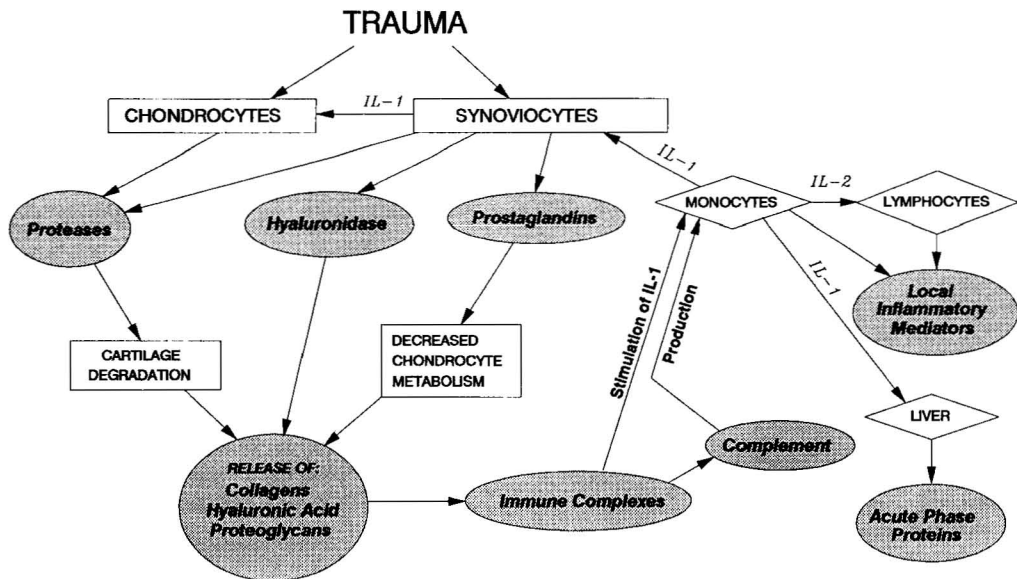 TRAUMA
CHONDROCYTES
IL-1
SYNOVIOCYTES
IL-1
Proteases
Hyaluronidase
Prostaglandins
MONOCYTES
IL-2
LYMPHOCYTES
Stimulation of IL-1
Production
IL-1
Local
Inflammatory
Mediators
CARTILAGE
DEGRADATION
DECREASED
CHONDROCYTE
METABOLISM
LIVER
RELEASE OF:
Collagens
Hyaluronic Acid
Proteoglycans
Immune Complexes
Complement
Acute Phase
Proteins